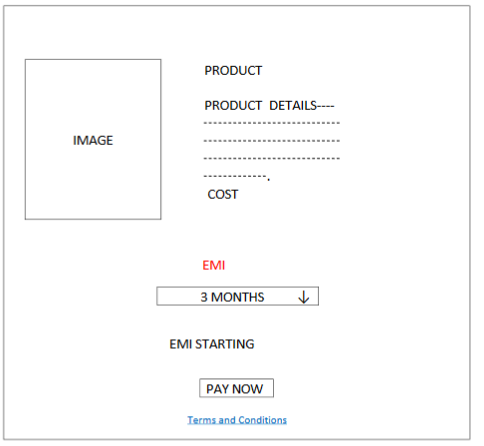 PRODUCT
PRODUCT DETAILS----
---------------------------
---------------------------
---------------------------
-------------.
IMAGE
COST
EMI
3 MONTHS ↓
EMI STARTING
PAY NOW
Terms and Conditions